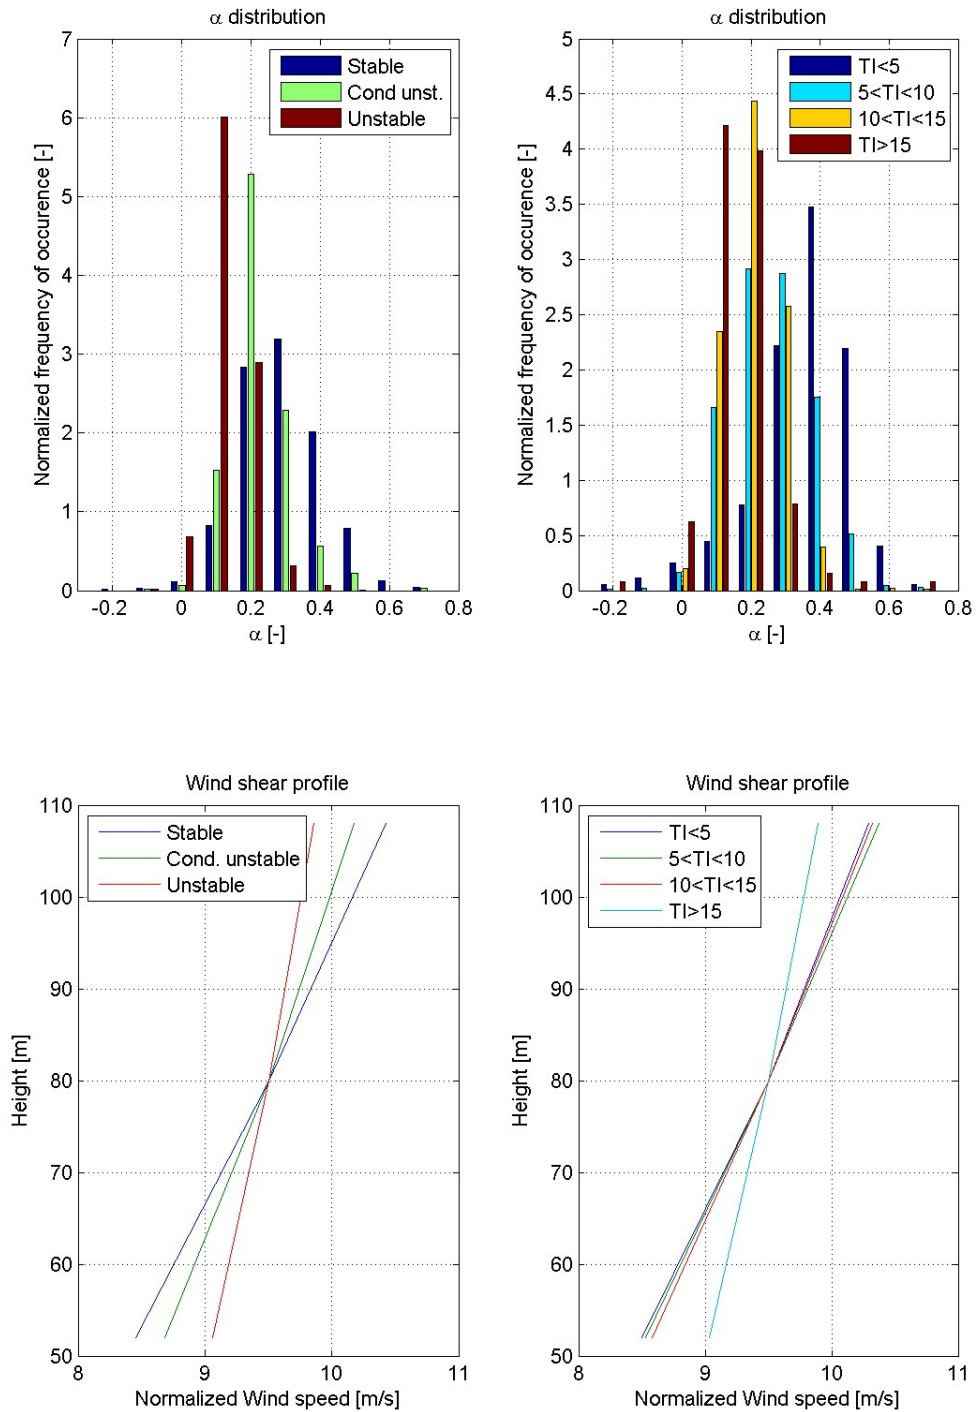 α distribution
7
6
5
4
3
2
1
0
-0.2
0
0.2
0.4
0.6
0.8
Normalized frequency of occurence [-]
α [-]
Stable
Cond unst.
Unstable
α distribution
5
4.5
4
3.5
3
2.5
2
1.5
1
0.5
0
-0.2
0
0.2
0.4
0.6
0.8
Normalized frequency of occurence [-]
α [-]
TI<5
5<TI<10
10<TI<15
TI>15
Wind shear profile
110
100
90
80
70
60
50
8
9
10
11
Height [m]
Normalized Wind speed [m/s]
Stable
Cond. unstable
Unstable
Wind shear profile
110
100
90
80
70
60
50
8
9
10
11
Height [m]
Normalized Wind speed [m/s]
TI<5
5<TI<10
10<TI<15
TI>15